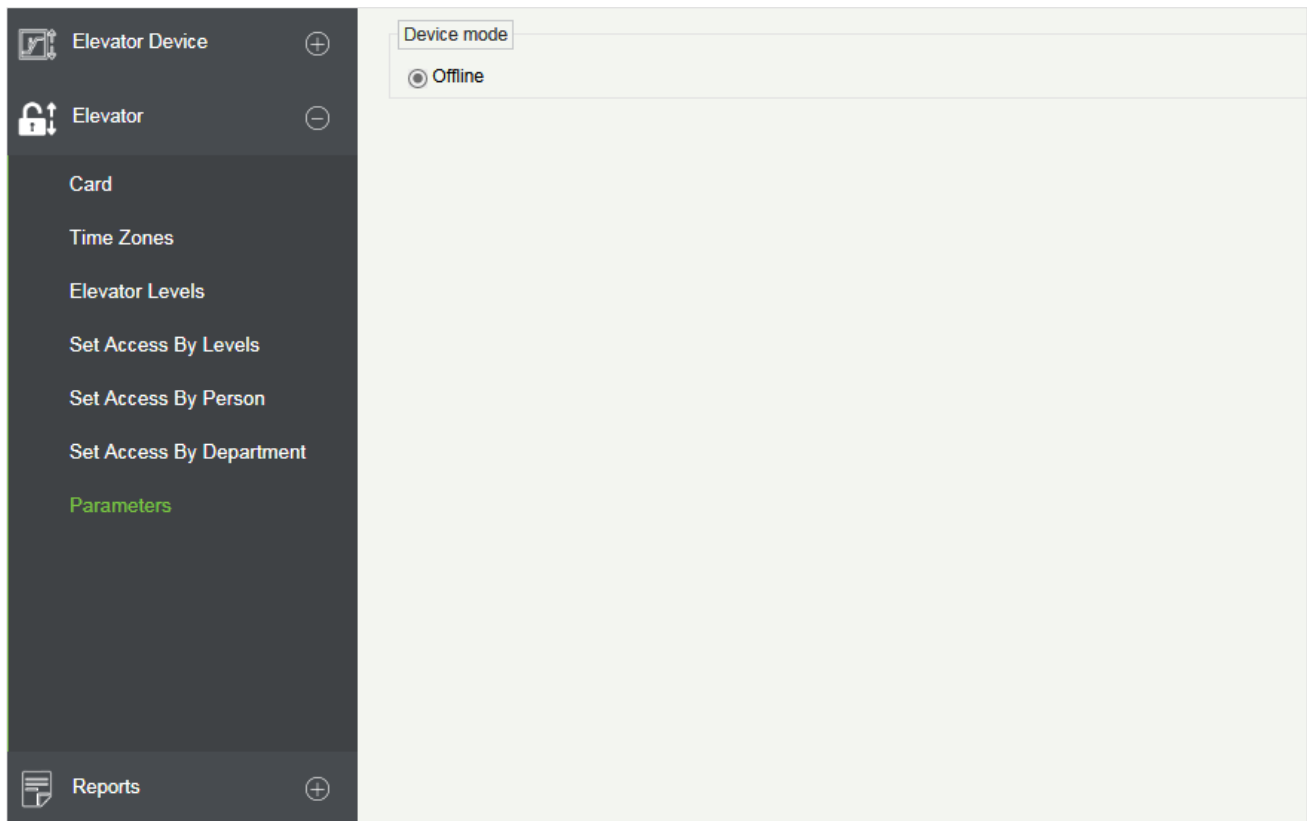 Elevator Device
Elevator
Card
Time Zones
Elevator Levels
Set Access By Levels
Set Access By Person
Set Access By Department
Parameters
Reports
Device mode
Offline